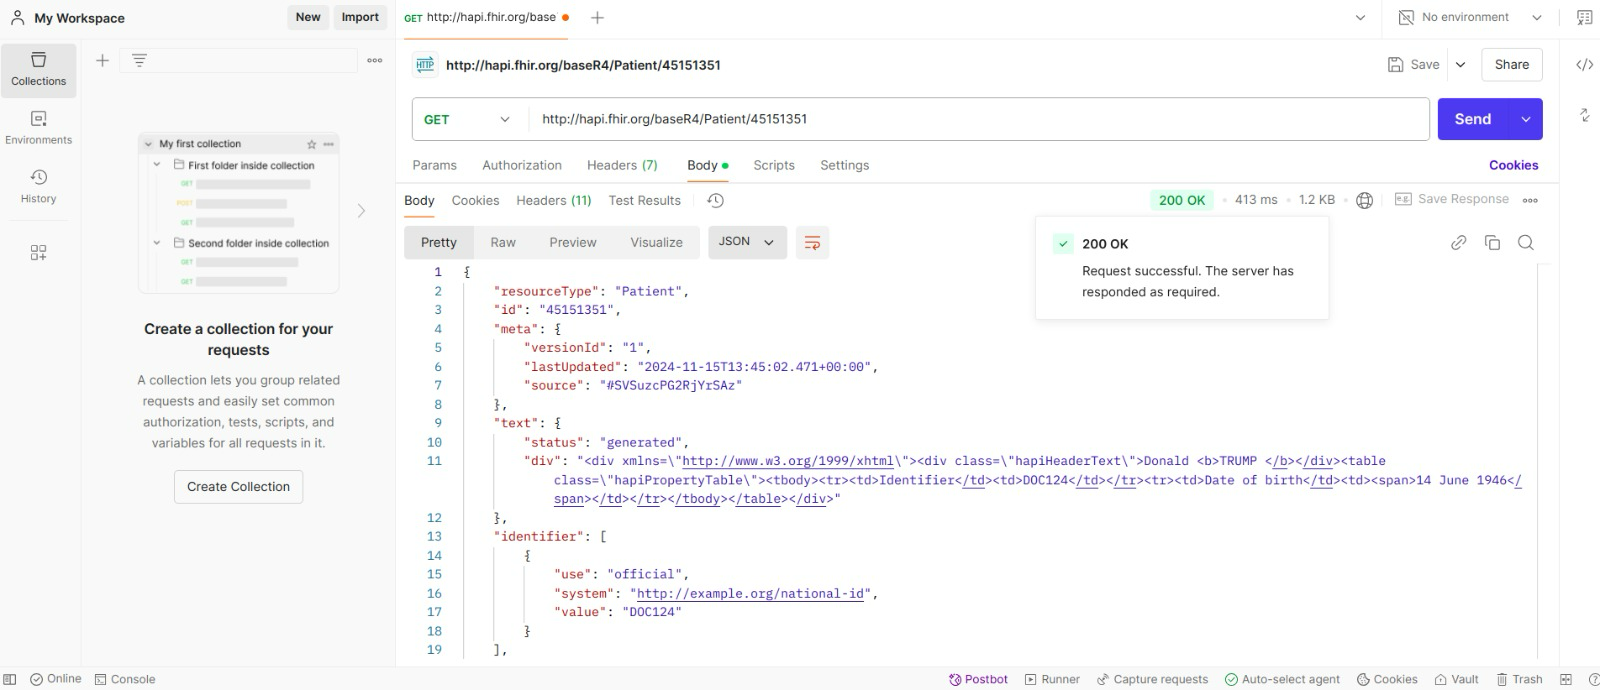 My Workspace
New
Import
GET http://hapi.fhir.org/base
No environment
Collections
Environments
History
My first collection
First folder inside collection
GET
POST
GET
Second folder inside collection
GET
GET
Create a collection for your
requests
A collection lets you group related
requests and easily set common
authorization, tests, scripts, and
variables for all requests in it.
Create Collection
HTTP
http://hapi.fhir.org/baseR4/Patient/45151351
Save
Share
GET
http://hapi.fhir.org/baseR4/Patient/45151351
Send
Params Authorization Headers (7) Body Scripts Settings
Cookies
Body Cookies Headers (11) Test Results
200 OK 413 ms 1.2 KB
e.g. Save Response
Pretty Raw Preview Visualize JSON
200 OK
Request successful. The server has
responded as required.
1 {
2 "resourceType": "Patient",
3 "id": "45151351",
4 "meta": {
5 "versionId": "1",
6 "lastUpdated": "2024-11-15T13:45:02.471+00:00",
7 "source": "#SVSuzcPG2RjYrSAz"
8 },
9 "text": {
10 "status": "generated",
11 "div": "<div xmlns=\"http://www.w3.org/1999/xhtml\"><div class=\"hapiHeaderText\">Donald <b>TRUMP </b></div><table
class=\"hapiPropertyTable\"><tbody><tr><td>Identifier</td><td>DOC124</td></tr><tr><td>Date of birth</td><td><span>14 June 1946</
span></td></tr></tbody></table></div>"
12 },
13 "identifier": [
14 {
15 "use": "official",
16 "system": "http://example.org/national-id",
17 "value": "DOC124"
18 }
19 ],
Online
Console
Postbot
Runner
Capture requests
Auto-select agent
Cookies
Vault
Trash